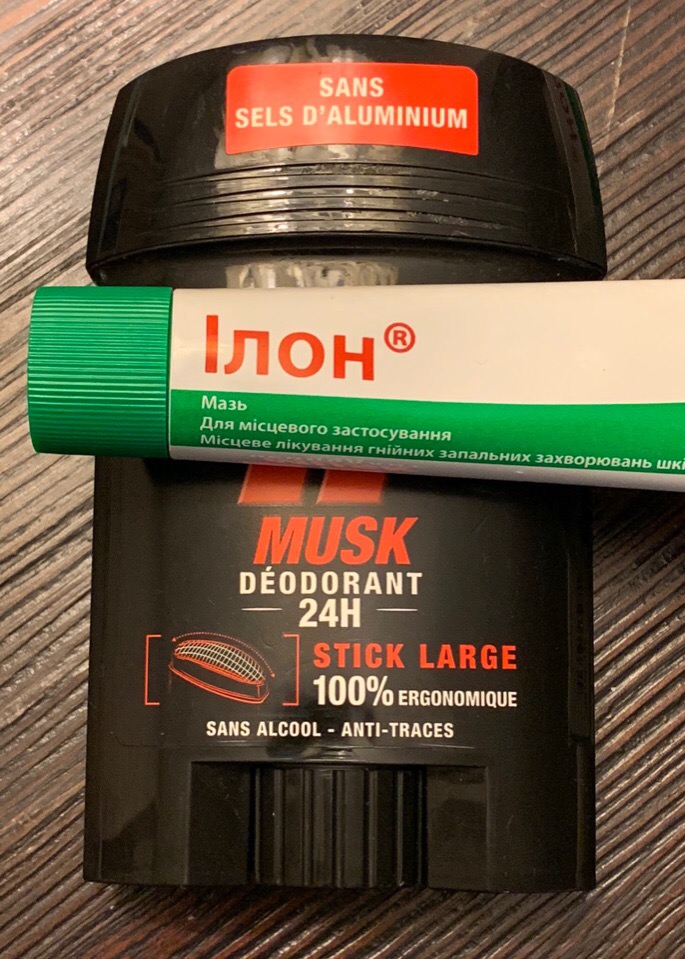 SANS
SELS D'ALUMINIUM
Ілон®
Мазь
Для місцевого застосування
Місцеве лікування гнійних запальних захворювань
MUSK
DÉODORANT
24H
STICK LARGE
100% ERGONOMIQUE
SANS ALCOOL - ANTI-TRACES